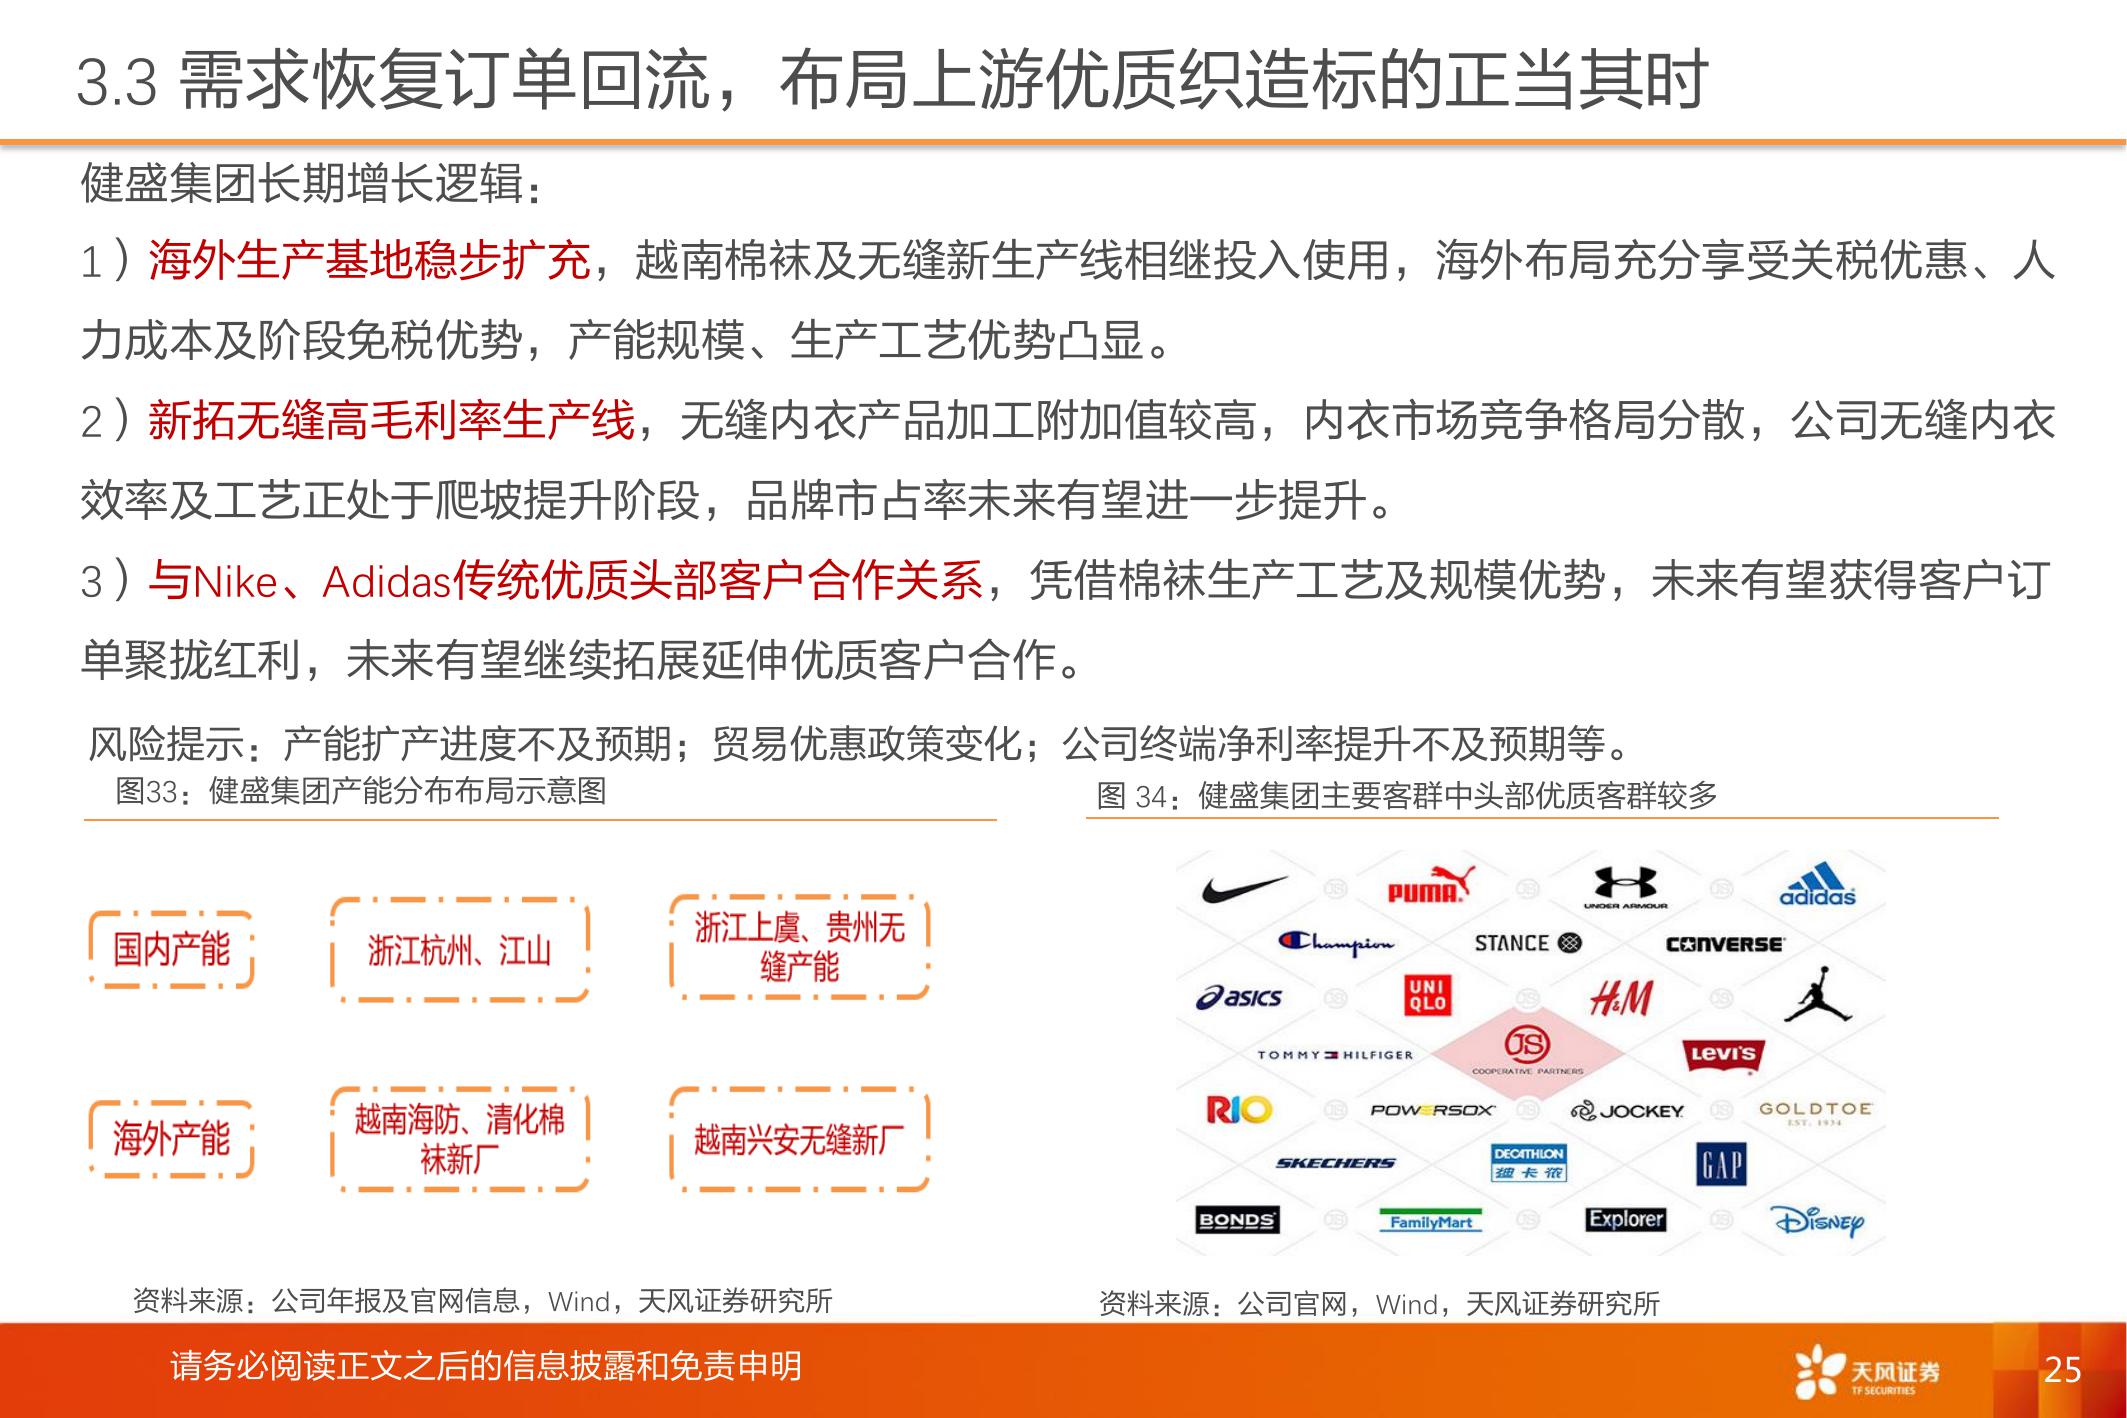 3.3 需求恢复订单回流，布局上游优质织造标的正当其时
健盛集团长期增长逻辑：
1）海外生产基地稳步扩充，越南棉袜及无缝新生产线相继投入使用，海外布局充分享受关税优惠、人
力成本及阶段免税优势，产能规模、生产工艺优势凸显。
2）新拓无缝高毛利率生产线，无缝内衣产品加工附加值较高，内衣市场竞争格局分散，公司无缝内衣
效率及工艺正处于爬坡提升阶段，品牌市占率未来有望进一步提升。
3）与Nike、Adidas传统优质头部客户合作关系，凭借棉袜生产工艺及规模优势，未来有望获得客户订
单聚拢红利，未来有望继续拓展延伸优质客户合作。
风险提示：产能扩产进度不及预期；贸易优惠政策变化；公司终端净利率提升不及预期等。
图33：健盛集团产能分布布局示意图
国内产能
浙江杭州、江山
浙江上虞、贵州无
缝产能
海外产能
越南海防、清化棉
袜新厂
越南兴安无缝新厂
资料来源：公司年报及官网信息，Wind，天风证券研究所
图 34：健盛集团主要客群中头部优质客群较多
PUMA
UNDER ARMOUR
adidas
Champion
STANCE
CONVERSE
asics
UNI
QLO
H&M
TOMMY HILFIGER
JS
COOPERATIVE PARTNERS
LEVI'S
RIO
POWERSOX
JOCKEY
GOLDTOE
EST. 1934
SKECHERS
DECATHLON
迪卡侬
GAP
BONDS
FamilyMart
Explorer
Disney
资料来源：公司官网，Wind，天风证券研究所
请务必阅读正文之后的信息披露和免责申明
天风证券
TF SECURITIES
25